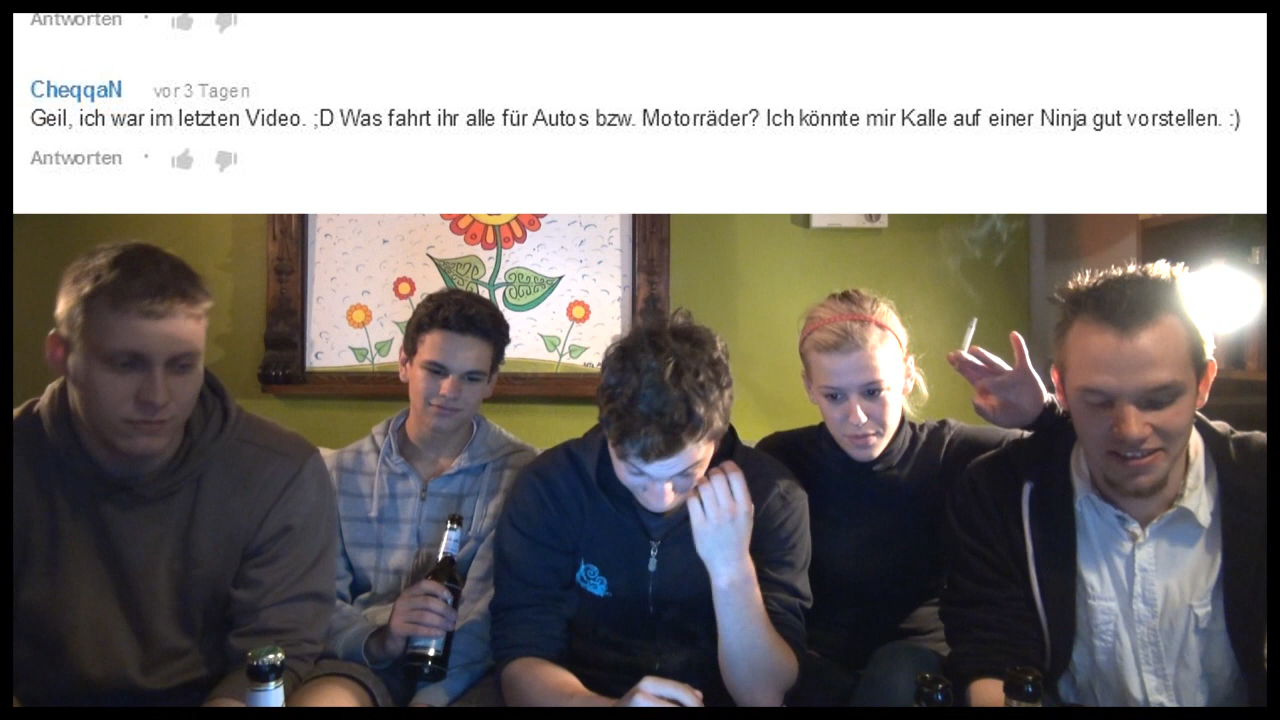 Antworten ·
CheqqaN vor 3 Tagen
Geil, ich war im letzten Video. ;D Was fahrt ihr alle für Autos bzw. Motorräder? Ich könnte mir Kalle auf einer Ninja gut vorstellen. :)
Antworten ·